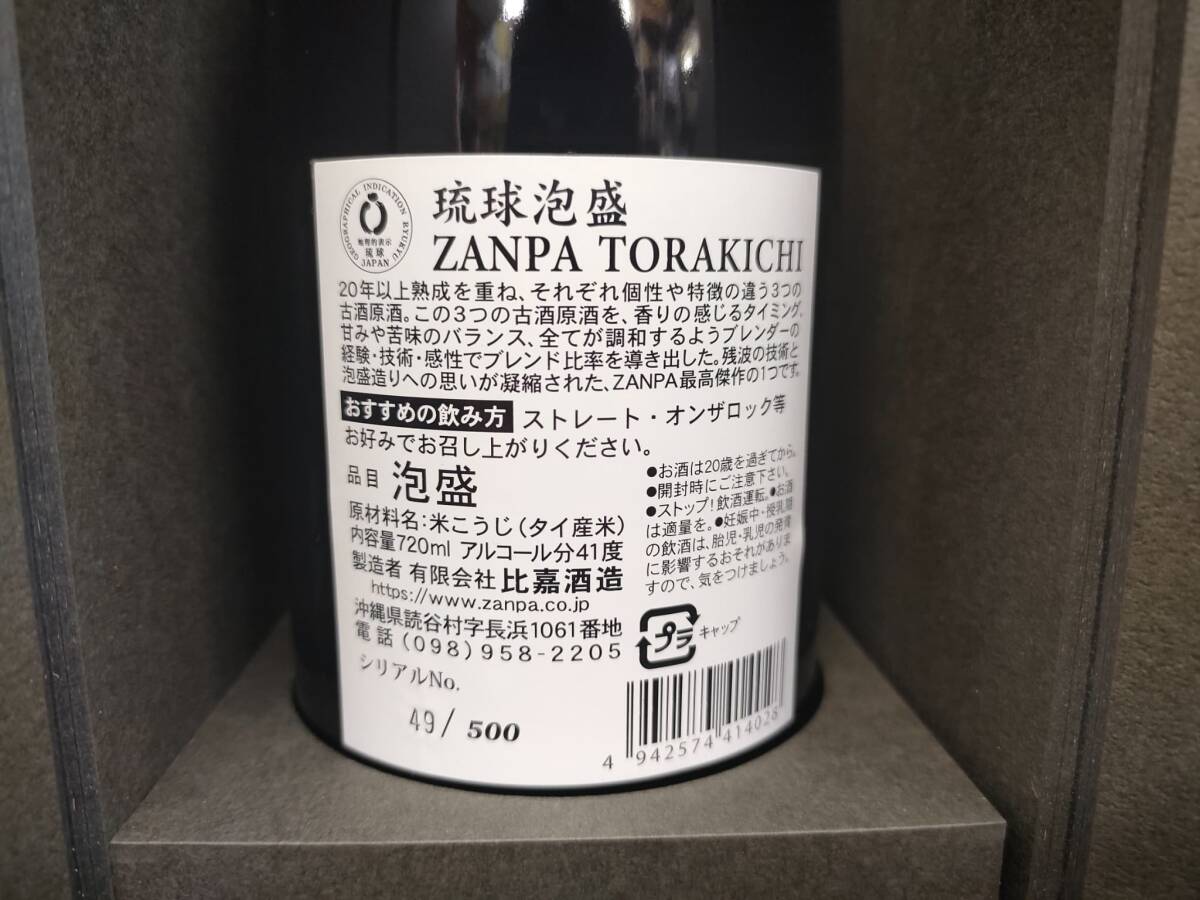 GEOGRAPHICAL INDICATION RYUKYU
地理的表示
琉球
JAPAN
琉球泡盛
ZANPA TORAKICHI
20年以上熟成を重ね、それぞれ個性や特徴の違う3つの
古酒原酒。この3つの古酒原酒を、香りの感じるタイミング、
甘みや苦味のバランス、全てが調和するようブレンダーの
経験・技術・感性でブレンド比率を導き出した。残波の技術と
泡盛造りへの思いが凝縮された、ZANPA最高傑作の1つです。
おすすめの飲み方 ストレート・オンザロック等
お好みでお召し上がりください。
品目 泡盛
原材料名:米こうじ(タイ産米)
内容量720ml アルコール分41度
製造者 有限会社 比嘉酒造
https://www.zanpa.co.jp
沖縄県読谷村字長浜1061番地
電話(098)958-2205
シリアルNo.
49/ 500
●お酒は20歳を過ぎてから。
●開封時にご注意下さい。
●ストップ!飲酒運転。●お酒
は適量を。●妊娠中・授乳期
の飲酒は、胎児・乳児の発育
に影響するおそれがありま
すので、気をつけましょう。
プラ キャップ
4 942574 414028